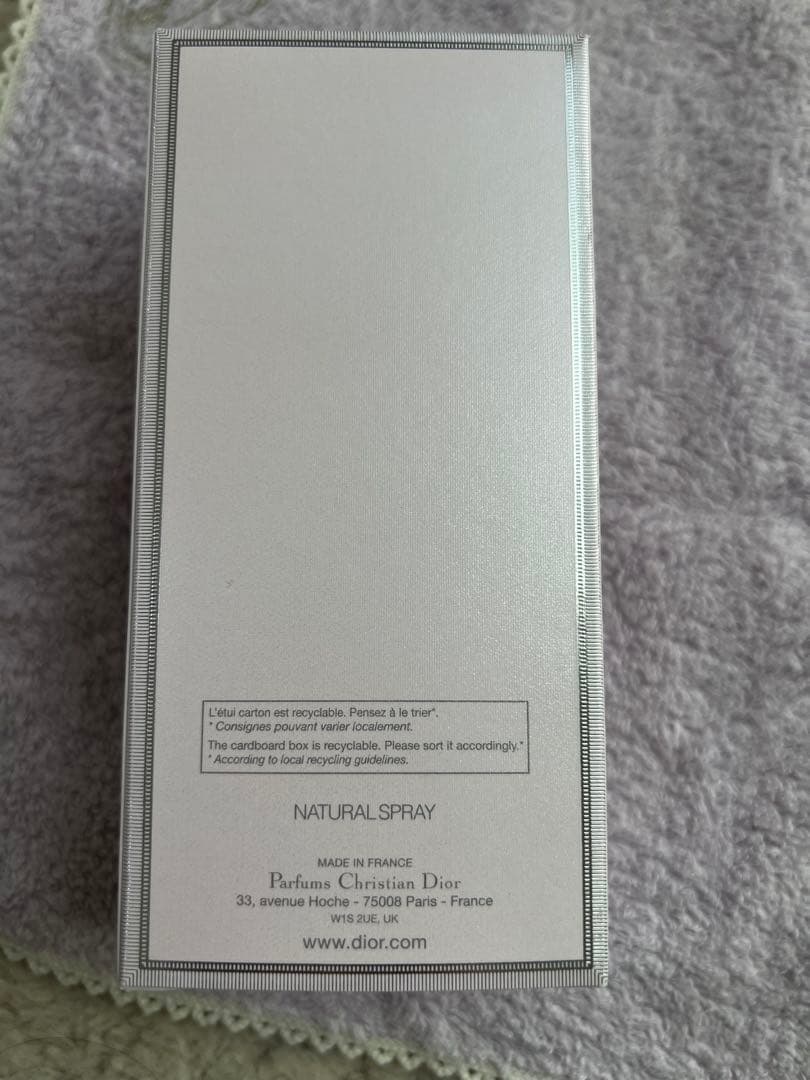 L'étui carton est recyclable. Pensez à le trier*.
* Consignes pouvant varier localement.
The cardboard box is recyclable. Please sort it accordingly.*
* According to local recycling guidelines.
NATURAL SPRAY
MADE IN FRANCE
Parfums Christian Dior
33, avenue Hoche - 75008 Paris - France
W1S 2UE, UK
www.dior.com